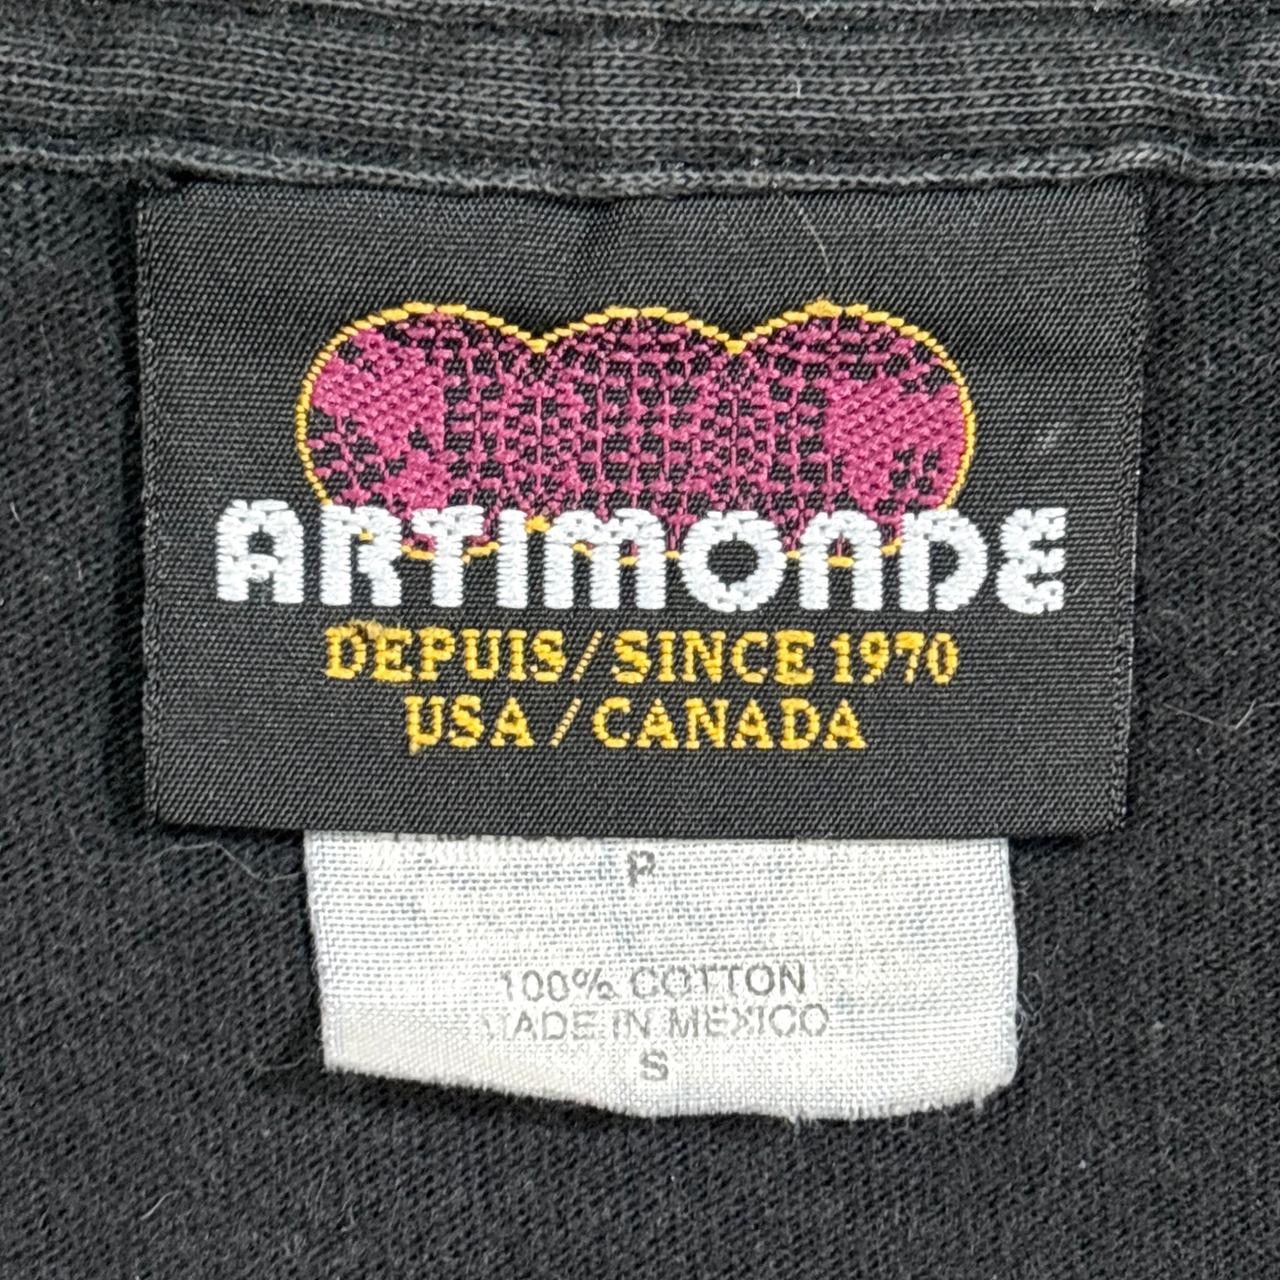 ARTIMONDE
DEPUIS/SINCE 1970
USA/CANADA
P
100% COTTON
MADE IN MEXICO
S